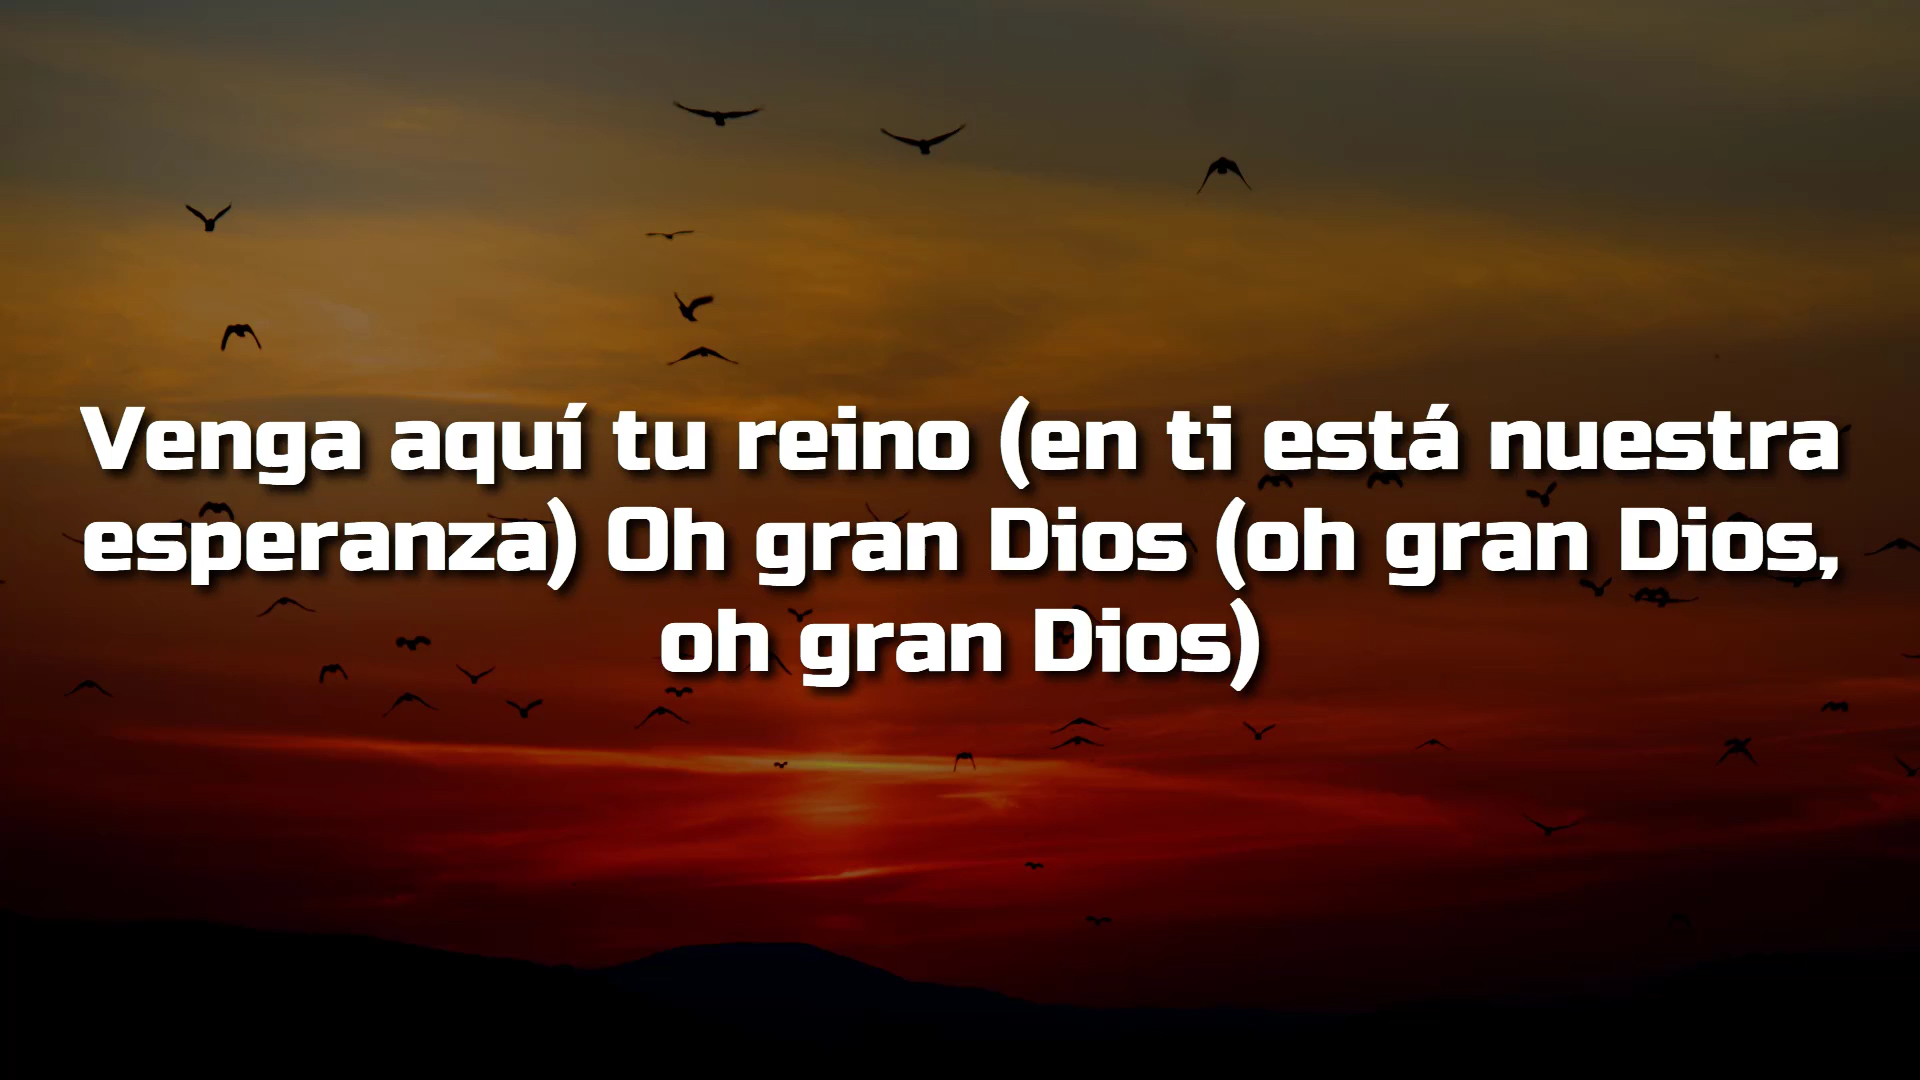 Venga aquí tu reino (en ti está nuestra
esperanza) Oh gran Dios (oh gran Dios,
oh gran Dios)